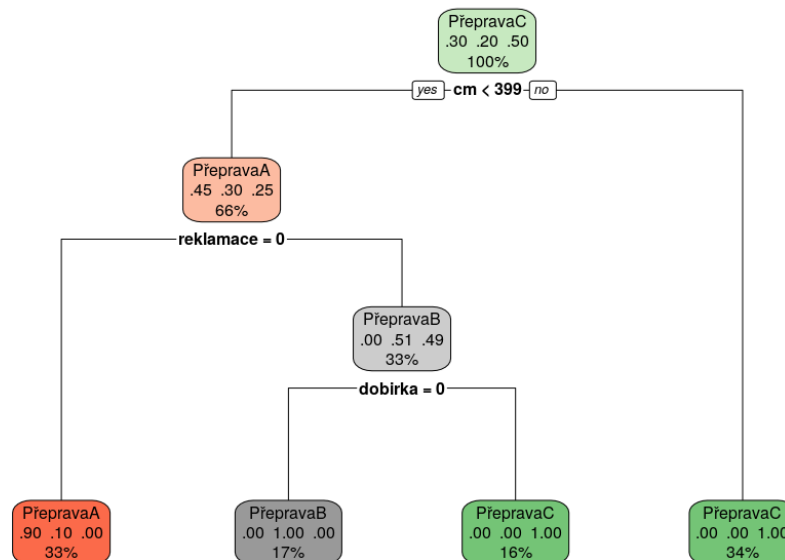 PřepravaC
.30 .20 .50
100%
yes cm < 399 no
PřepravaA
.45 .30 .25
66%
reklamace = 0
PřepravaB
.00 .51 .49
33%
dobirka = 0
PřepravaA
.90 .10 .00
33%
PřepravaB
.00 1.00 .00
17%
PřepravaC
.00 .00 1.00
16%
PřepravaC
.00 .00 1.00
34%